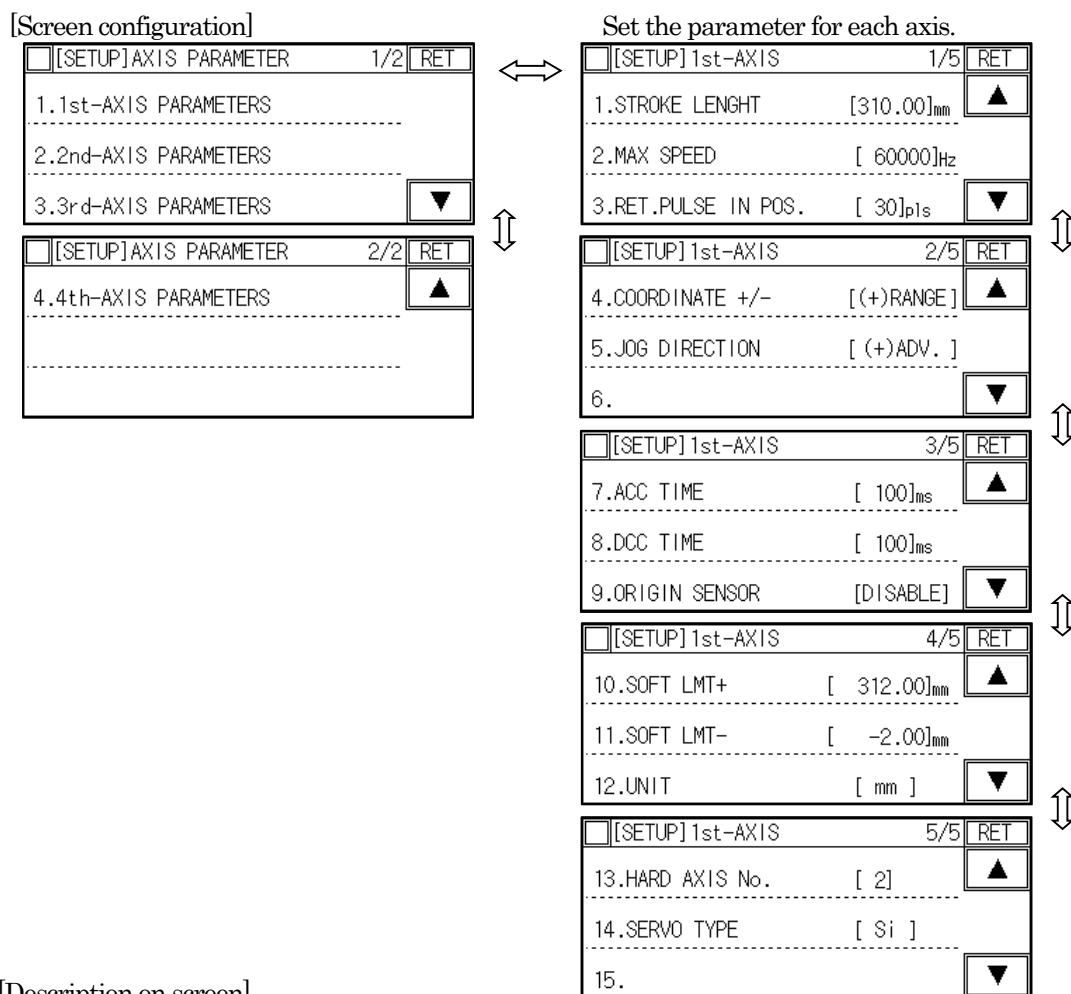 [Screen configuration]
[SETUP]AXIS PARAMETER 1/2 RET
1.1st-AXIS PARAMETERS
2.2nd-AXIS PARAMETERS
3.3rd-AXIS PARAMETERS ▼
[SETUP]AXIS PARAMETER 2/2 RET
4.4th-AXIS PARAMETERS ▲
Set the parameter for each axis.
[SETUP]1st-AXIS 1/5 RET
1.STROKE LENGHT [310.00]mm ▲
2.MAX SPEED [ 60000]Hz
3.RET.PULSE IN POS. [ 30]pls ▼
[SETUP]1st-AXIS 2/5 RET
4.COORDINATE +/- [(+)RANGE] ▲
5.JOG DIRECTION [ (+)ADV. ]
6. ▼
[SETUP]1st-AXIS 3/5 RET
7.ACC TIME [ 100]ms ▲
8.DCC TIME [ 100]ms
9.ORIGIN SENSOR [DISABLE] ▼
[SETUP]1st-AXIS 4/5 RET
10.SOFT LMT+ [ 312.00]mm ▲
11.SOFT LMT- [ -2.00]mm
12.UNIT [ mm ] ▼
[SETUP]1st-AXIS 5/5 RET
13.HARD AXIS No. [ 2] ▲
14.SERVO TYPE [ Si ]
15. ▼
[Description on screen]